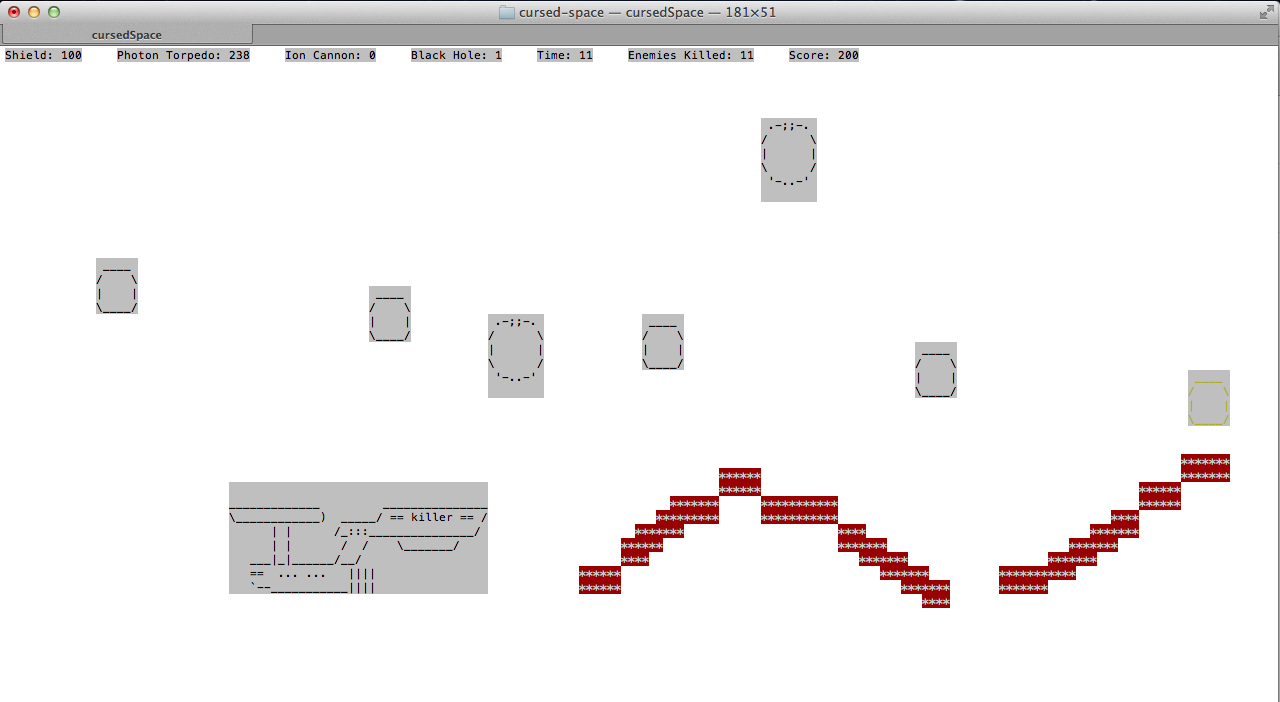 cursed-space — cursedSpace — 181×51
cursedSpace
Shield: 100 Photon Torpedo: 238 Ion Cannon: 0 Black Hole: 1 Time: 11 Enemies Killed: 11 Score: 200
== killer ==